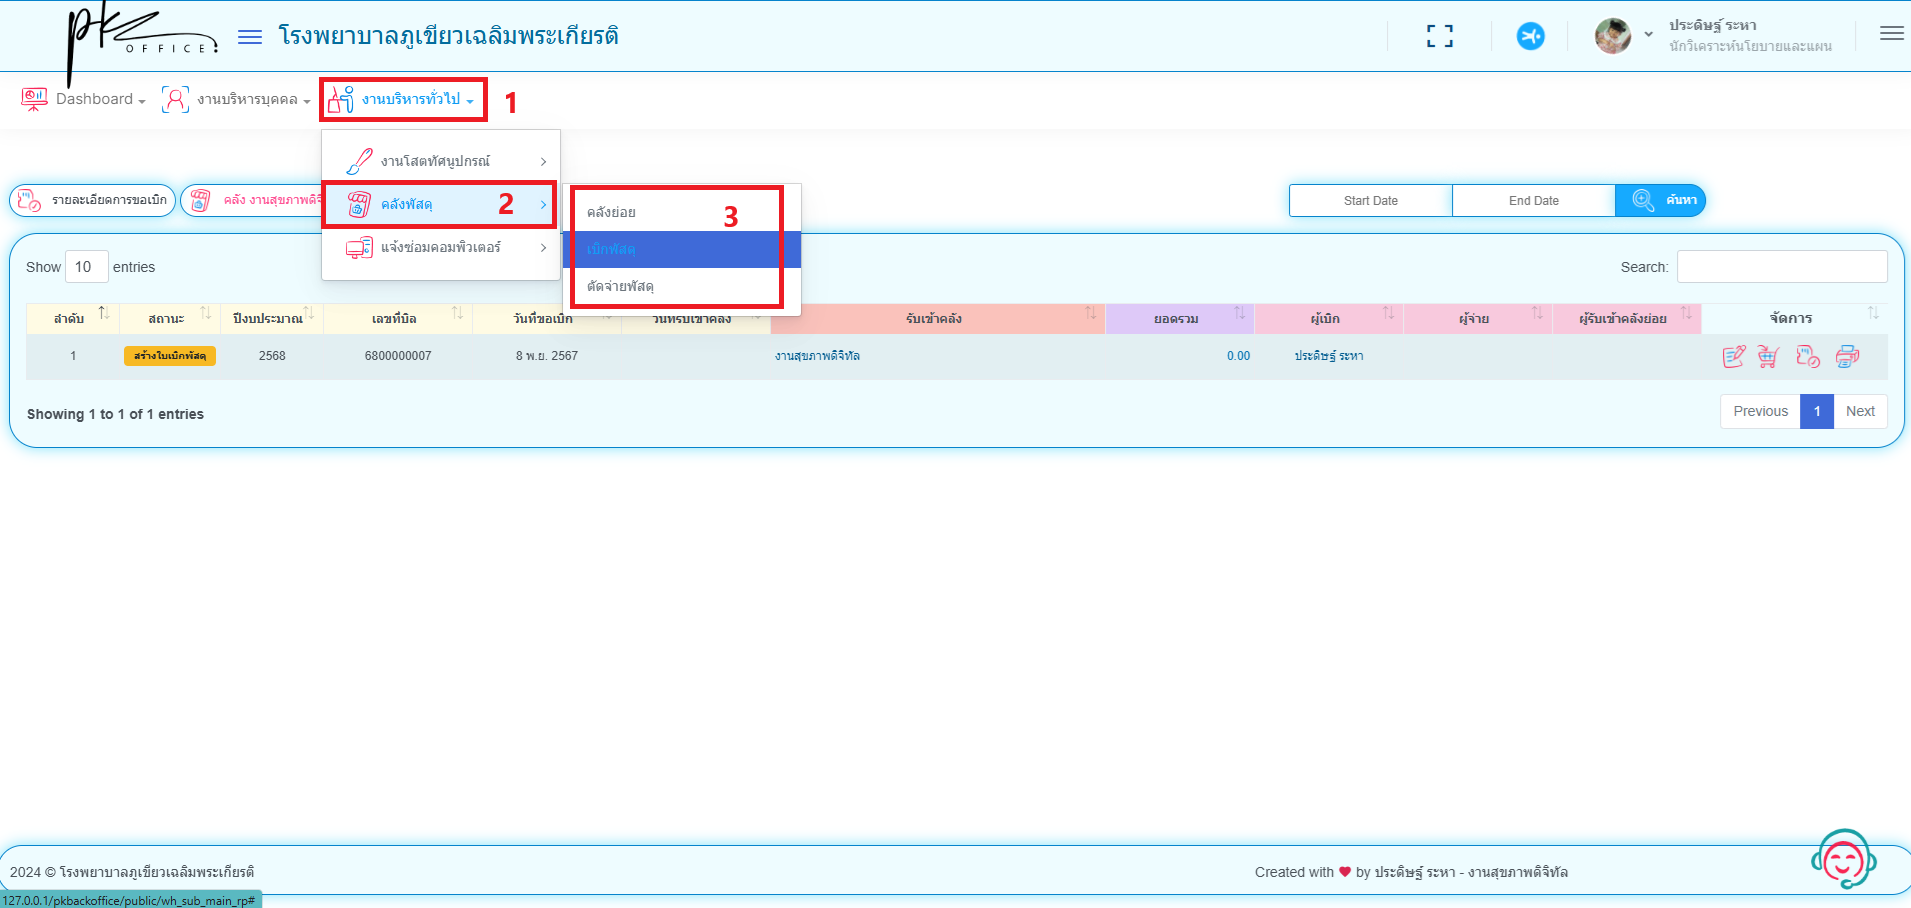 pk OFFICE
โรงพยาบาลภูเขียวเฉลิมพระเกียรติ
ประดิษฐ์ ระหา
นักวิเคราะห์นโยบายและแผน
Dashboard
งานบริหารบุคคล
งานบริหารทั่วไป
1
งานโสตทัศนูปกรณ์
คลังพัสดุ
2
แจ้งซ่อมคอมพิวเตอร์
คลังย่อย
3
เบิกพัสดุ
ตัดจ่ายพัสดุ
รายละเอียดการขอเบิก
คลัง งานสุขภาพดิจิ
Start Date
End Date
ค้นหา
Show 10 entries
Search:
ลำดับ สถานะ ปีงบประมาณ เลขที่บิล วันที่ขอเบิก วันที่รับเข้าคลัง รับเข้าคลัง ยอดรวม ผู้เบิก ผู้จ่าย ผู้รับเข้าคลังย่อย จัดการ
1 สร้างใบเบิกพัสดุ 2568 6800000007 8 พ.ย. 2567 งานสุขภาพดิจิทัล 0.00 ประดิษฐ์ ระหา
Showing 1 to 1 of 1 entries
Previous 1 Next
2024 © โรงพยาบาลภูเขียวเฉลิมพระเกียรติ
Created with ♥ by ประดิษฐ์ ระหา - งานสุขภาพดิจิทัล
127.0.0.1/pkbackoffice/public/wh_sub_main_rp#